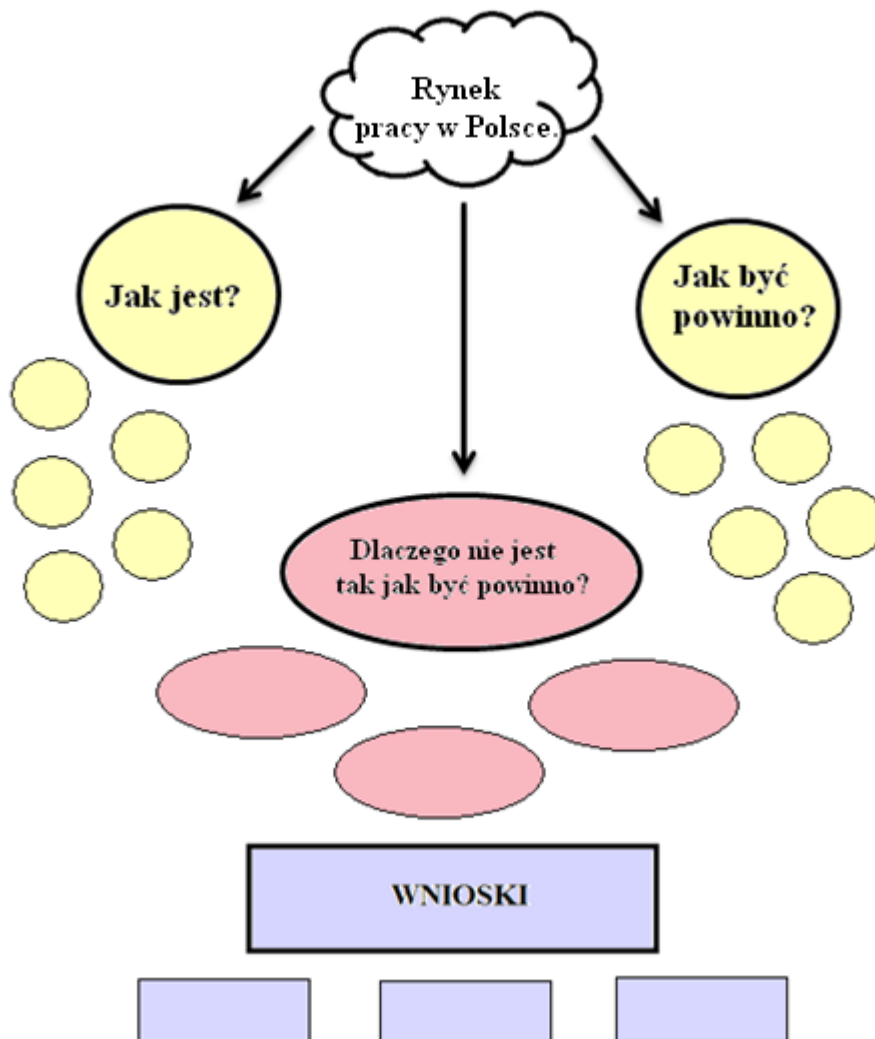 Rynek
pracy w Polsce.
Jak jest?
Jak być
powinno?
Dlaczego nie jest
tak jak być powinno?
WNIOSKI